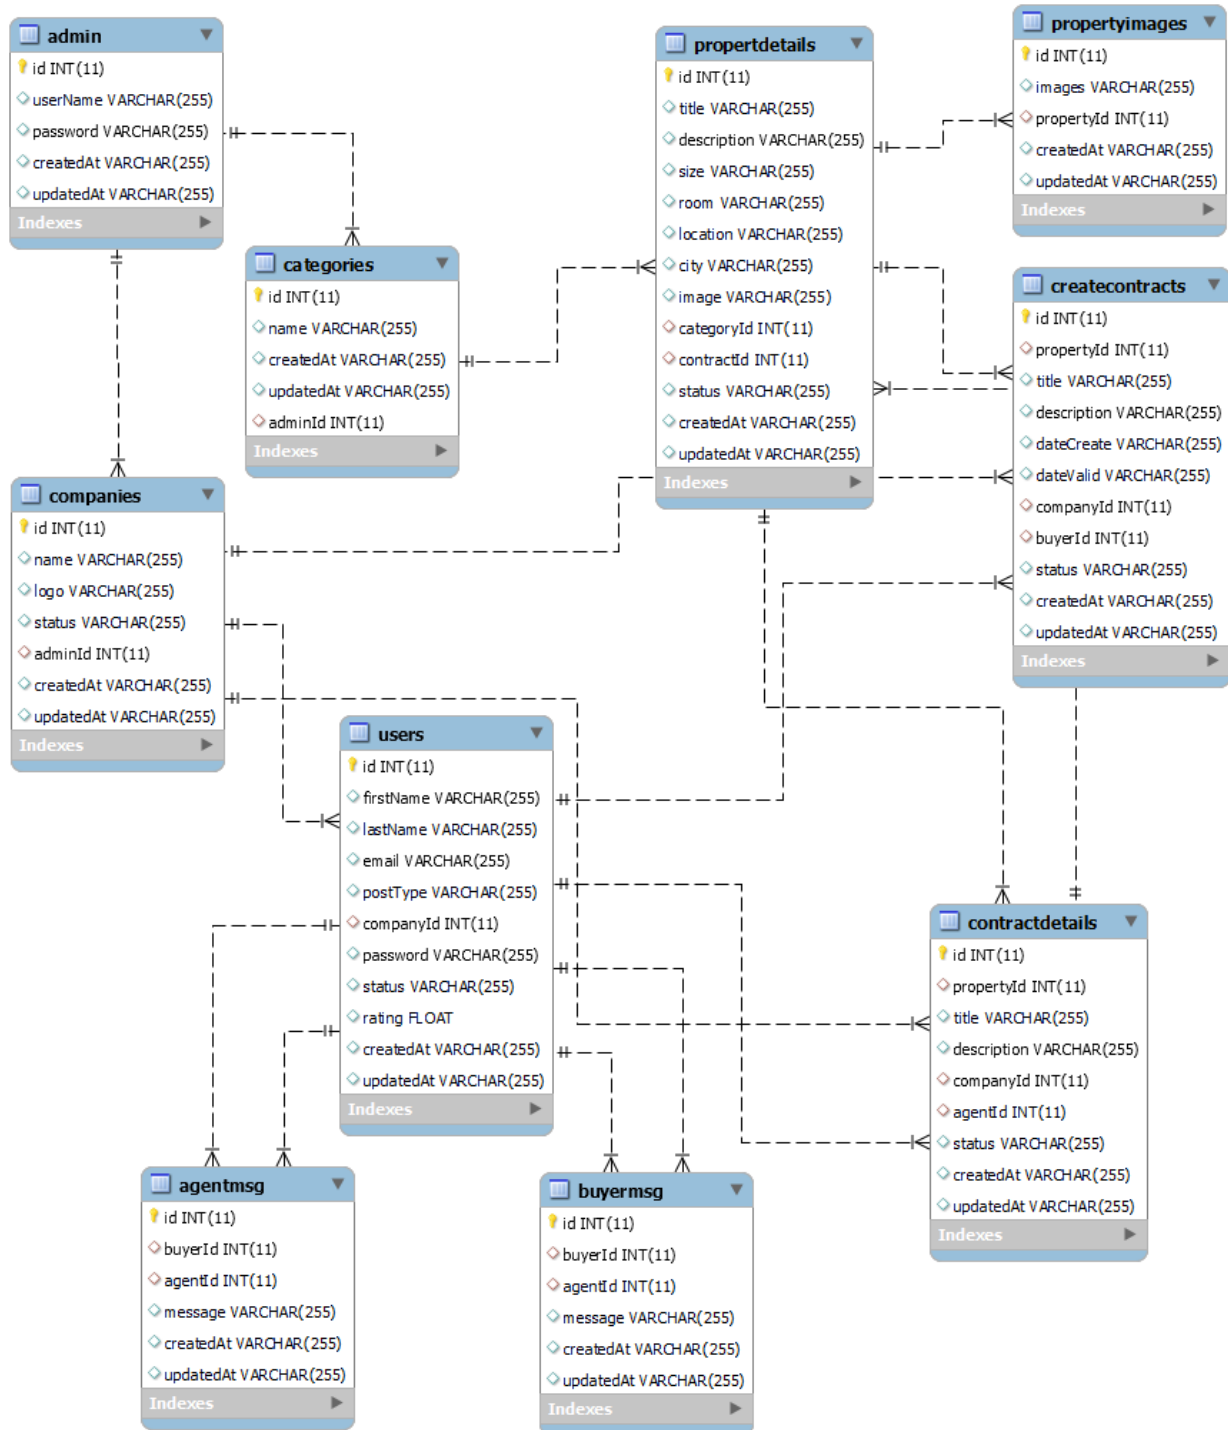 admin
id INT(11)
userName VARCHAR(255)
password VARCHAR(255)
createdAt VARCHAR(255)
updatedAt VARCHAR(255)
Indexes
categories
id INT(11)
name VARCHAR(255)
createdAt VARCHAR(255)
updatedAt VARCHAR(255)
adminId INT(11)
Indexes
propertdetails
id INT(11)
title VARCHAR(255)
description VARCHAR(255)
size VARCHAR(255)
room VARCHAR(255)
location VARCHAR(255)
city VARCHAR(255)
image VARCHAR(255)
categoryId INT(11)
contractId INT(11)
status VARCHAR(255)
createdAt VARCHAR(255)
updatedAt VARCHAR(255)
Indexes
propertyimages
id INT(11)
images VARCHAR(255)
propertyId INT(11)
createdAt VARCHAR(255)
updatedAt VARCHAR(255)
Indexes
createcontracts
id INT(11)
propertyId INT(11)
title VARCHAR(255)
description VARCHAR(255)
dateCreate VARCHAR(255)
dateValid VARCHAR(255)
companyId INT(11)
buyerId INT(11)
status VARCHAR(255)
createdAt VARCHAR(255)
updatedAt VARCHAR(255)
Indexes
companies
id INT(11)
name VARCHAR(255)
logo VARCHAR(255)
status VARCHAR(255)
adminId INT(11)
createdAt VARCHAR(255)
updatedAt VARCHAR(255)
Indexes
users
id INT(11)
firstName VARCHAR(255)
lastName VARCHAR(255)
email VARCHAR(255)
postType VARCHAR(255)
companyId INT(11)
password VARCHAR(255)
status VARCHAR(255)
rating FLOAT
createdAt VARCHAR(255)
updatedAt VARCHAR(255)
Indexes
contractdetails
id INT(11)
propertyId INT(11)
title VARCHAR(255)
description VARCHAR(255)
companyId INT(11)
agentId INT(11)
status VARCHAR(255)
createdAt VARCHAR(255)
updatedAt VARCHAR(255)
Indexes
agentmsg
id INT(11)
buyerId INT(11)
agentId INT(11)
message VARCHAR(255)
createdAt VARCHAR(255)
updatedAt VARCHAR(255)
Indexes
buyermsg
id INT(11)
buyerId INT(11)
agentId INT(11)
message VARCHAR(255)
createdAt VARCHAR(255)
updatedAt VARCHAR(255)
Indexes